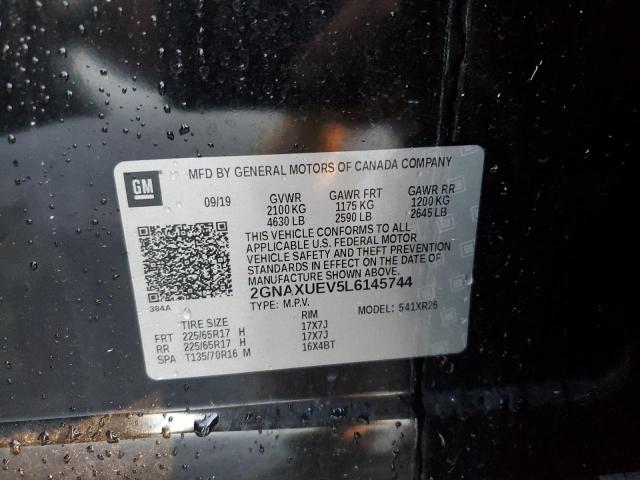 MFD BY GENERAL MOTORS OF CANADA COMPANY
GM
09/19 GVWR GAWR FRT GAWR RR
2100 KG 1175 KG 1200 KG
4630 LB 2590 LB 2645 LB
THIS VEHICLE CONFORMS TO ALL
APPLICABLE U.S. FEDERAL MOTOR
VEHICLE SAFETY AND THEFT PREVENTION
STANDARDS IN EFFECT ON THE DATE OF
MANUFACTURE SHOWN ABOVE.
2GNAXUEV5L6145744
384A
TYPE: M.P.V. MODEL: 541XR26
TIRE SIZE RIM
FRT 225/65R17 H 17X7J
RR 225/65R17 H 17X7J
SPA T135/70R16 M 16X4BT